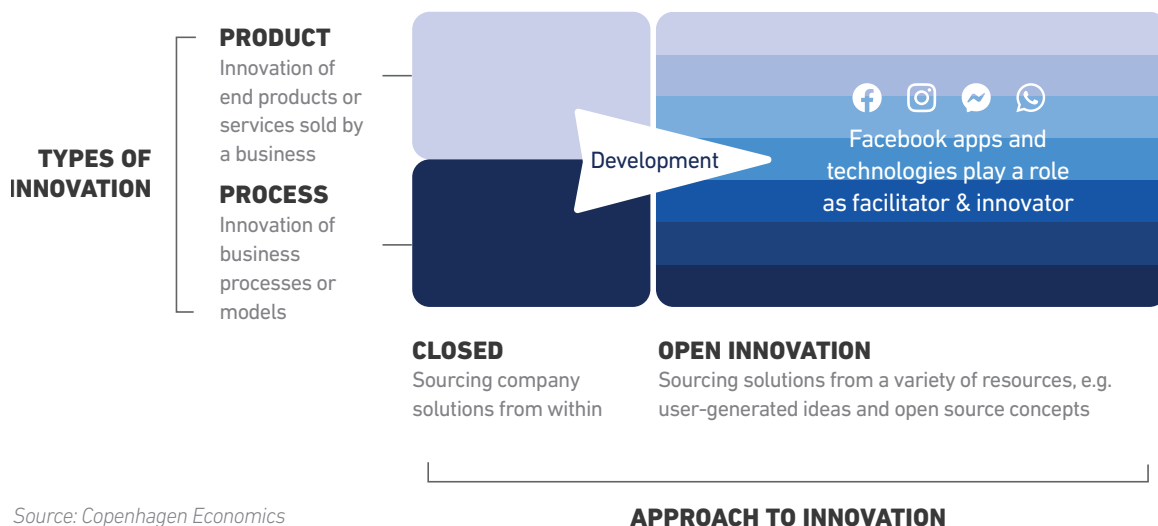 PRODUCT
Innovation of
end products or
services sold by
a business
TYPES OF
INNOVATION
PROCESS
Innovation of
business
processes or
models
Development
Facebook apps and
technologies play a role
as facilitator & innovator
CLOSED
Sourcing company
solutions from within
OPEN INNOVATION
Sourcing solutions from a variety of resources, e.g.
user-generated ideas and open source concepts
Source: Copenhagen Economics
APPROACH TO INNOVATION